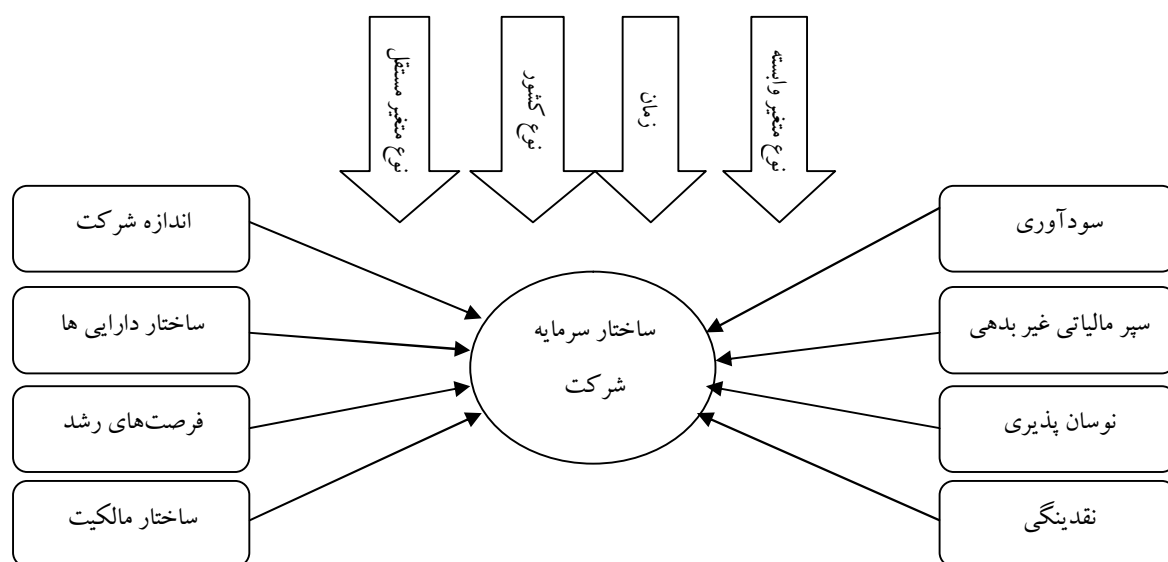 نوع متغیر وابسته
زمان
نوع کشور
نوع متغیر مستقل
سودآوری
سپر مالیاتی غیر بدهی
نوسان پذیری
نقدینگی
ساختار سرمایه
شرکت
اندازه شرکت
ساختار دارایی ها
فرصت‌های رشد
ساختار مالکیت